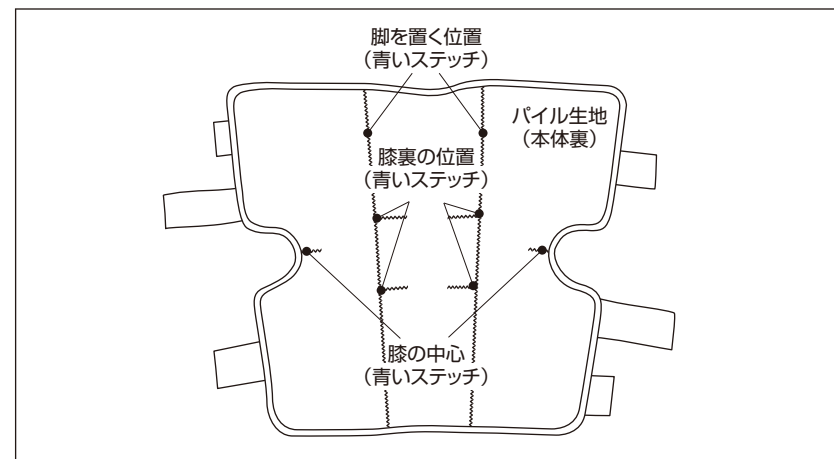 脚を置く位置
（青いステッチ）
パイル生地
（本体裏）
膝裏の位置
（青いステッチ）
膝の中心
（青いステッチ）